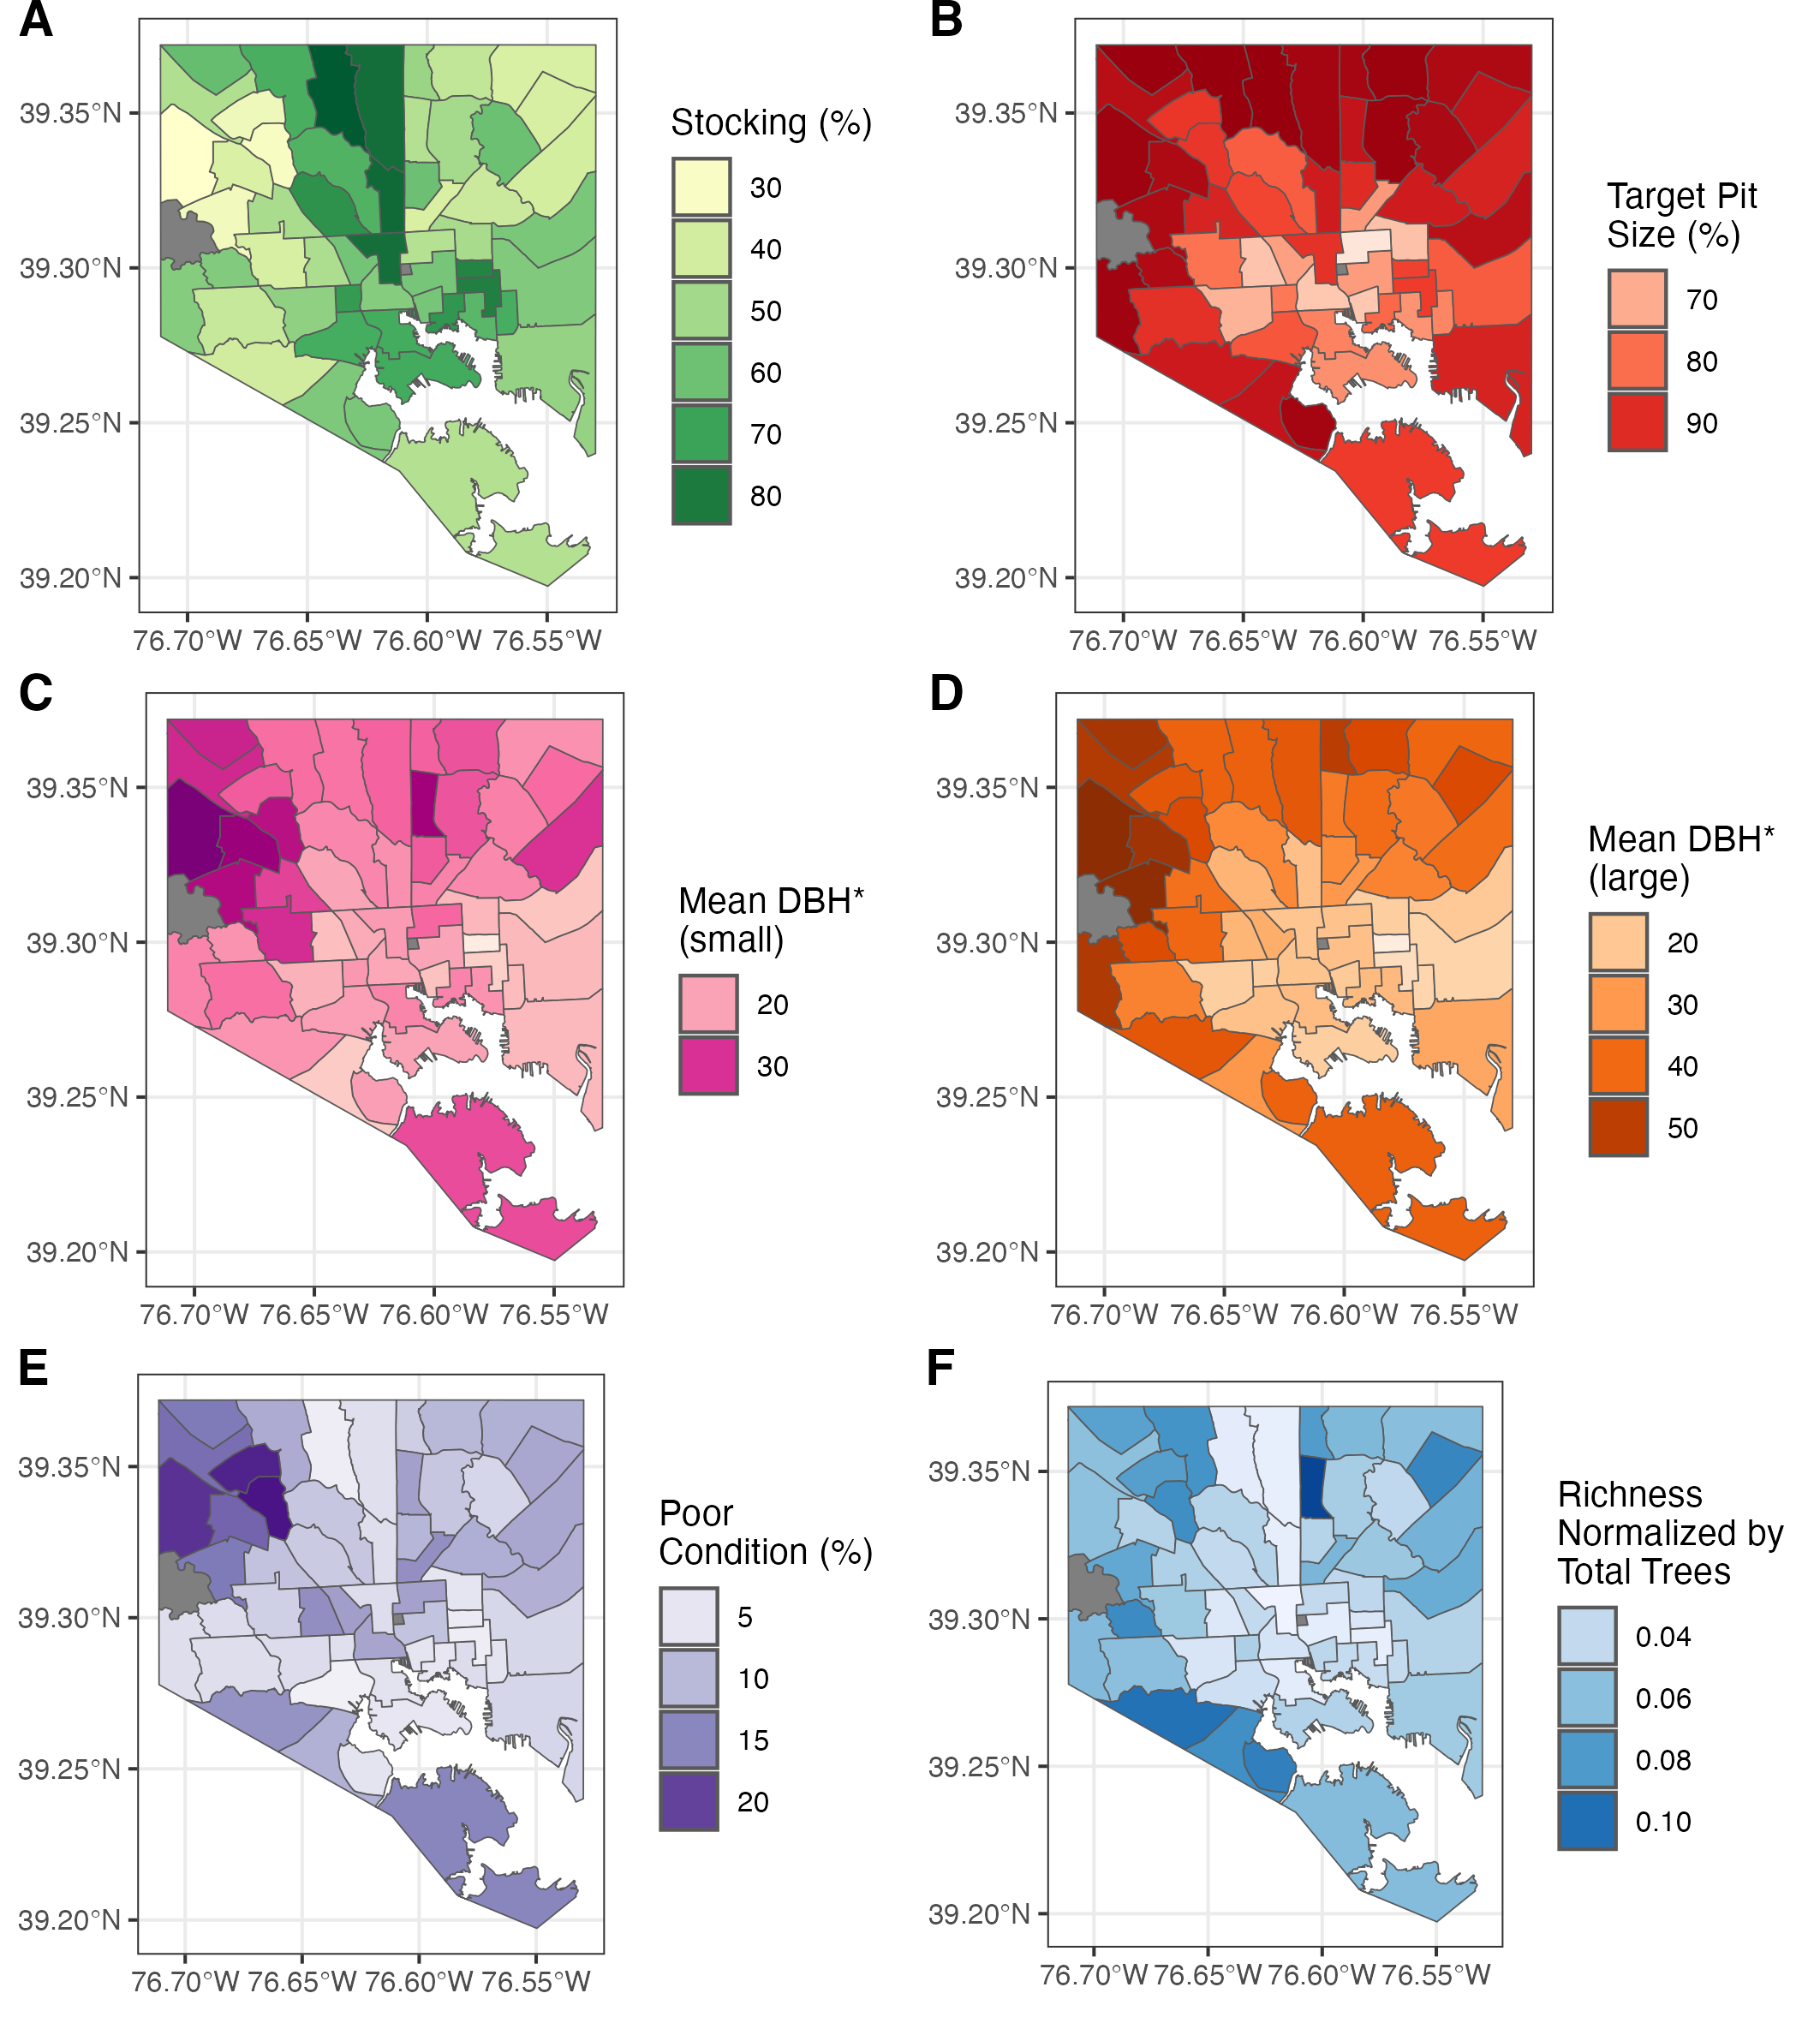 A
39.35°N
39.30°N
39.25°N
39.20°N
76.70°W 76.65°W 76.60°W 76.55°W
Stocking (%)
30
40
50
60
70
80
B
39.35°N
39.30°N
39.25°N
39.20°N
76.70°W 76.65°W 76.60°W 76.55°W
Target Pit
Size (%)
70
80
90
C
39.35°N
39.30°N
39.25°N
39.20°N
76.70°W 76.65°W 76.60°W 76.55°W
Mean DBH*
(small)
20
30
D
39.35°N
39.30°N
39.25°N
39.20°N
76.70°W 76.65°W 76.60°W 76.55°W
Mean DBH*
(large)
20
30
40
50
E
39.35°N
39.30°N
39.25°N
39.20°N
76.70°W 76.65°W 76.60°W 76.55°W
Poor
Condition (%)
5
10
15
20
F
39.35°N
39.30°N
39.25°N
39.20°N
76.70°W 76.65°W 76.60°W 76.55°W
Richness
Normalized by
Total Trees
0.04
0.06
0.08
0.10